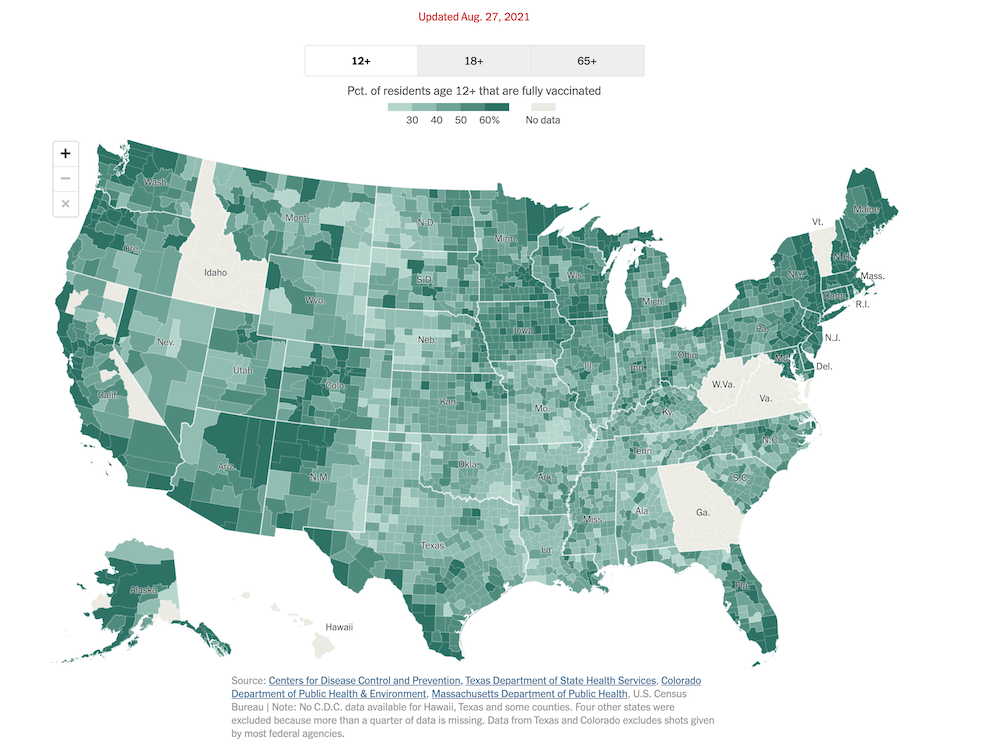 Updated Aug. 27, 2021
12+ 18+ 65+
Pct. of residents age 12+ that are fully vaccinated
30 40 50 60% No data
+
−
×
Wash.
Mont.
N.D.
Minn.
Maine
Vt.
N.H.
Ore.
Idaho
S.D.
Wis.
Mich.
N.Y.
Mass.
Conn.
R.I.
Wyo.
Iowa
Pa.
N.J.
Nev.
Neb.
Ohio
Md.
Del.
Utah
Colo.
Ill.
Ind.
W.Va.
Va.
Calif.
Kan.
Mo.
Ky.
Ariz.
N.M.
Okla.
Ark.
Tenn.
N.C.
S.C.
Texas
La.
Miss.
Ala.
Ga.
Fla.
Alaska
Hawaii
Source: Centers for Disease Control and Prevention, Texas Department of State Health Services, Colorado
Department of Public Health & Environment, Massachusetts Department of Public Health, U.S. Census
Bureau | Note: No C.D.C. data available for Hawaii, Texas and some counties. Four other states were
excluded because more than a quarter of data is missing. Data from Texas and Colorado excludes shots given
by most federal agencies.